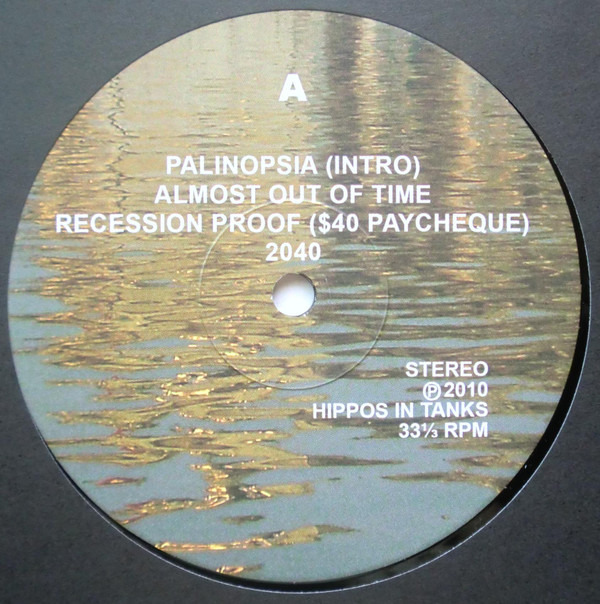 A
PALINOPSIA (INTRO)
ALMOST OUT OF TIME
RECESSION PROOF ($40 PAYCHEQUE)
2040
STEREO
℗ 2010
HIPPOS IN TANKS
33⅓ RPM